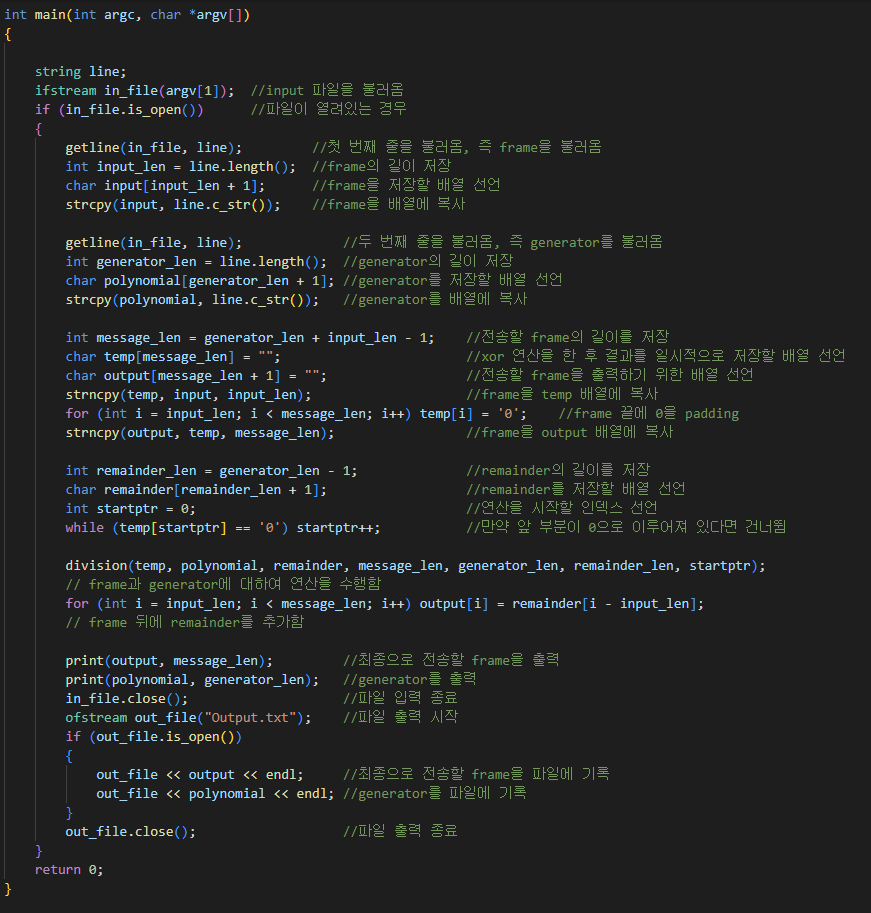 int main(int argc, char *argv[])
{
string line;
ifstream in_file(argv[1]);  //input 파일을 불러옴
if (in_file.is_open())      //파일이 열려있는 경우
{
getline(in_file, line);         //첫 번째 줄을 불러옴, 즉 frame을 불러옴
int input_len = line.length();  //frame의 길이 저장
char input[input_len + 1];      //frame을 저장할 배열 선언
strcpy(input, line.c_str());    //frame을 배열에 복사
getline(in_file, line);             //두 번째 줄을 불러옴, 즉 generator를 불러옴
int generator_len = line.length();  //generator의 길이 저장
char polynomial[generator_len + 1]; //generator를 저장할 배열 선언
strcpy(polynomial, line.c_str());   //generator를 배열에 복사
int message_len = generator_len + input_len - 1;    //전송할 frame의 길이를 저장
char temp[message_len] = "";                        //xor 연산을 한 후 결과를 일시적으로 저장할 배열 선언
char output[message_len + 1] = "";                  //전송할 frame을 출력하기 위한 배열 선언
strncpy(temp, input, input_len);                    //frame을 temp 배열에 복사
for (int i = input_len; i < message_len; i++) temp[i] = '0';    //frame 끝에 0을 padding
strncpy(output, temp, message_len);                 //frame을 output 배열에 복사
int remainder_len = generator_len - 1;              //remainder의 길이를 저장
char remainder[remainder_len + 1];                  //remainder를 저장할 배열 선언
int startptr = 0;                                   //연산을 시작할 인덱스 선언
while (temp[startptr] == '0') startptr++;           //만약 앞 부분이 0으로 이루어져 있다면 건너뜀
division(temp, polynomial, remainder, message_len, generator_len, remainder_len, startptr);
// frame과 generator에 대하여 연산을 수행함
for (int i = input_len; i < message_len; i++) output[i] = remainder[i - input_len];
// frame 뒤에 remainder를 추가함
print(output, message_len);         //최종으로 전송할 frame을 출력
print(polynomial, generator_len);   //generator를 출력
in_file.close();                    //파일 입력 종료
ofstream out_file("Output.txt");    //파일 출력 시작
if (out_file.is_open())
{
out_file << output << endl;     //최종으로 전송할 frame을 파일에 기록
out_file << polynomial << endl; //generator를 파일에 기록
}
out_file.close();                   //파일 출력 종료
}
return 0;
}